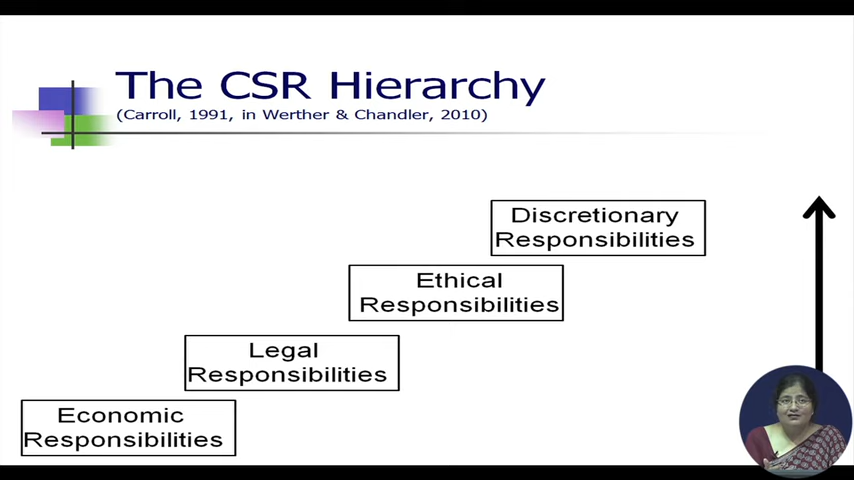 The CSR Hierarchy
(Carroll, 1991, in Werther & Chandler, 2010)
Discretionary
Responsibilities
Ethical
Responsibilities
Legal
Responsibilities
Economic
Responsibilities